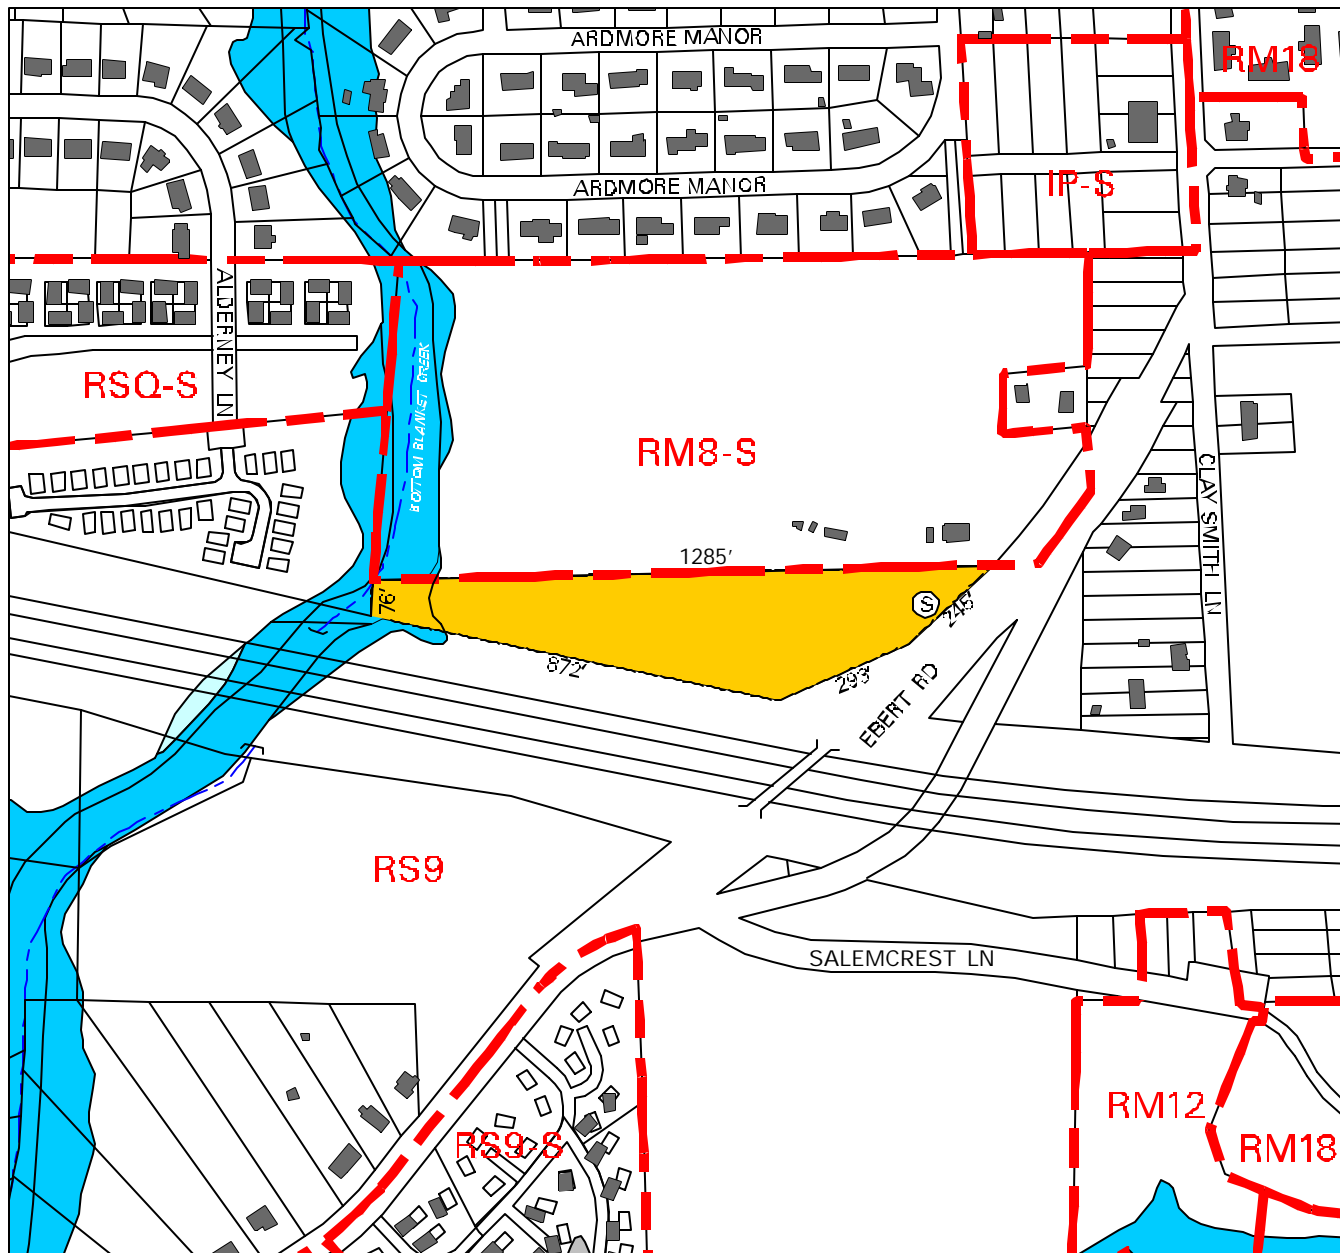 ARDMORE MANOR
RM18
ARDMORE MANOR
IP-S
ALDERNEY LN
RSQ-S
BOTTOM BLANKET CREEK
RM8-S
CLAY SMITH LN
1285'
76'
S
245'
872'
293'
EBERT RD
RS9
SALEMCREST LN
RM12
RS9-S
RM18